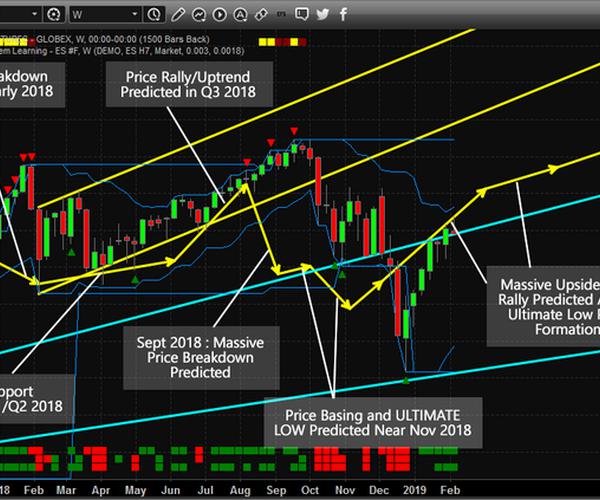 W
- GLOBEX, W, 00:00-00:00 (1500 Bars Back)
em Learning - ES #F, W (DEMO, ES H7, Market, 0.003, 0.0018)
akdown
arly 2018
Price Rally/Uptrend
Predicted in Q3 2018
Massive Upside
Rally Predicted A
Ultimate Low F
Formation
Sept 2018 : Massive
Price Breakdown
Predicted
pport
/Q2 2018
Price Basing and ULTIMATE
LOW Predicted Near Nov 2018
18 Feb Mar Apr May Jun Jul Aug Sep Oct Nov Dec 2019 Feb